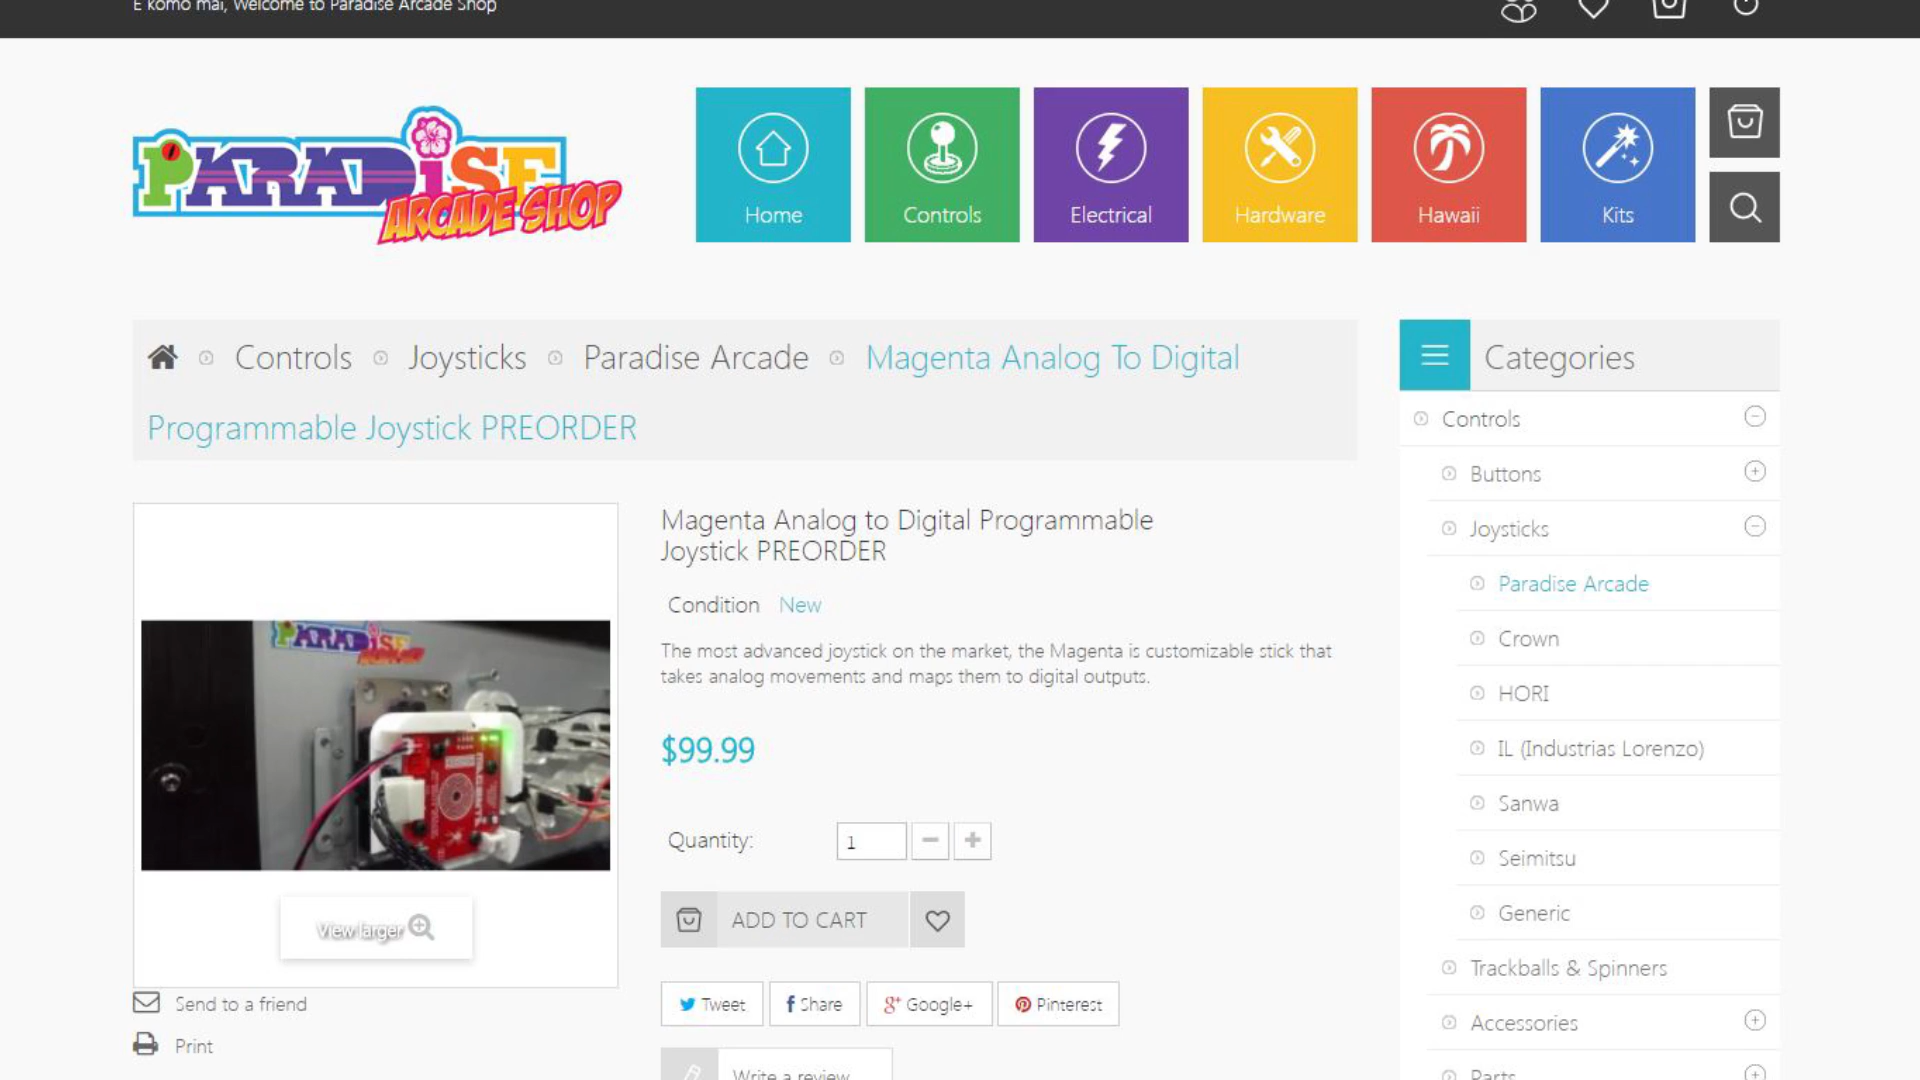 E komo mai, Welcome to Paradise Arcade Shop
PARADiSE
ARCADE SHOP
Home
Controls
Electrical
Hardware
Hawaii
Kits
Controls Joysticks Paradise Arcade Magenta Analog To Digital
Programmable Joystick PREORDER
Magenta Analog to Digital Programmable
Joystick PREORDER
Condition New
The most advanced joystick on the market, the Magenta is customizable stick that
takes analog movements and maps them to digital outputs.
$99.99
Quantity: 1
ADD TO CART
Tweet
Share
Google+
Pinterest
Write a review
PARADiSE
View larger
Send to a friend
Print
Categories
Controls
Buttons
Joysticks
Paradise Arcade
Crown
HORI
IL (Industrias Lorenzo)
Sanwa
Seimitsu
Generic
Trackballs & Spinners
Accessories
Parts